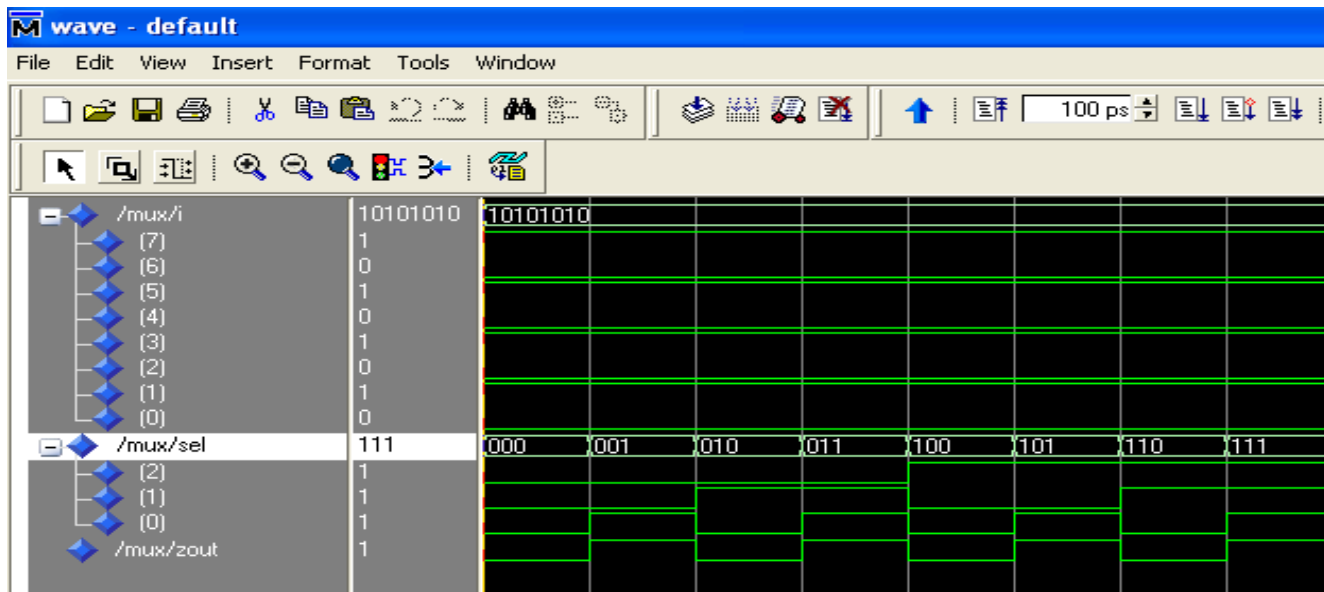 wave - default
File Edit View Insert Format Tools Window
100 ps
/mux/i 10101010 10101010
(7) 1
(6) 0
(5) 1
(4) 0
(3) 1
(2) 0
(1) 1
(0) 0
/mux/sel 111 000 001 010 011 100 101 110 111
(2) 1
(1) 1
(0) 1
/mux/zout 1